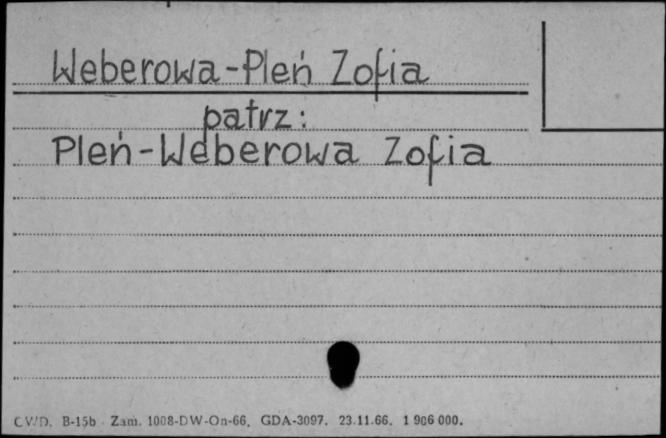 Weberowa-Pleń Zofia
patrz:
Pleń-Weberowa Zofia
CWD. B-15b Zam. 1008-DW-On-66. GDA-3097. 23.11.66. 1 906 000.